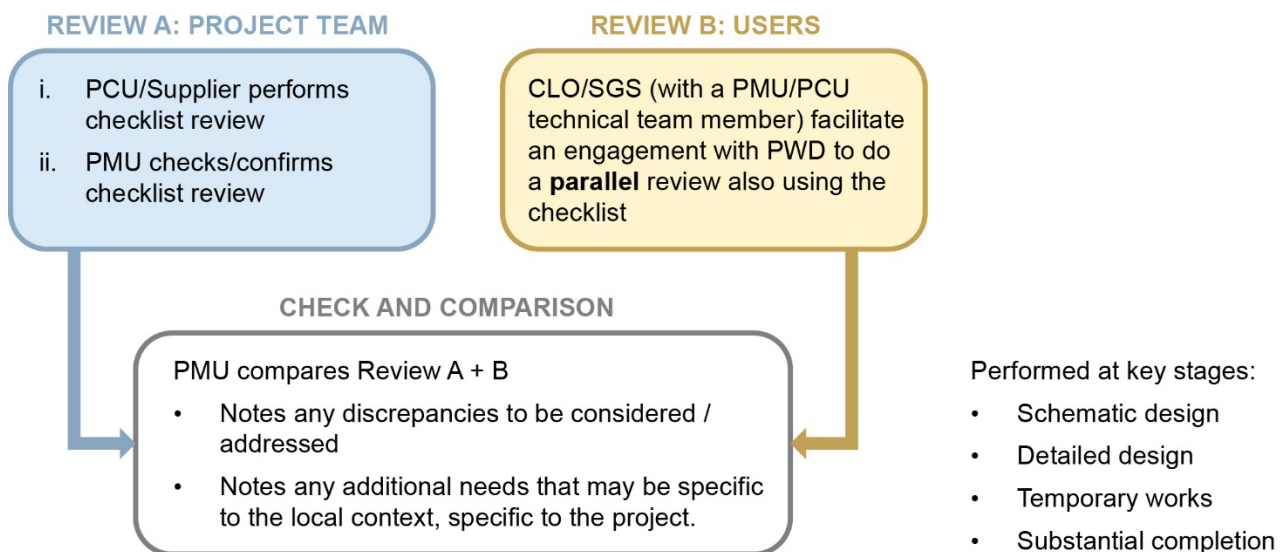 REVIEW A: PROJECT TEAM
i. PCU/Supplier performs
checklist review
ii. PMU checks/confirms
checklist review
REVIEW B: USERS
CLO/SGS (with a PMU/PCU
technical team member) facilitate
an engagement with PWD to do
a parallel review also using the
checklist
CHECK AND COMPARISON
PMU compares Review A + B
• Notes any discrepancies to be considered /
addressed
• Notes any additional needs that may be specific
to the local context, specific to the project.
Performed at key stages:
• Schematic design
• Detailed design
• Temporary works
• Substantial completion